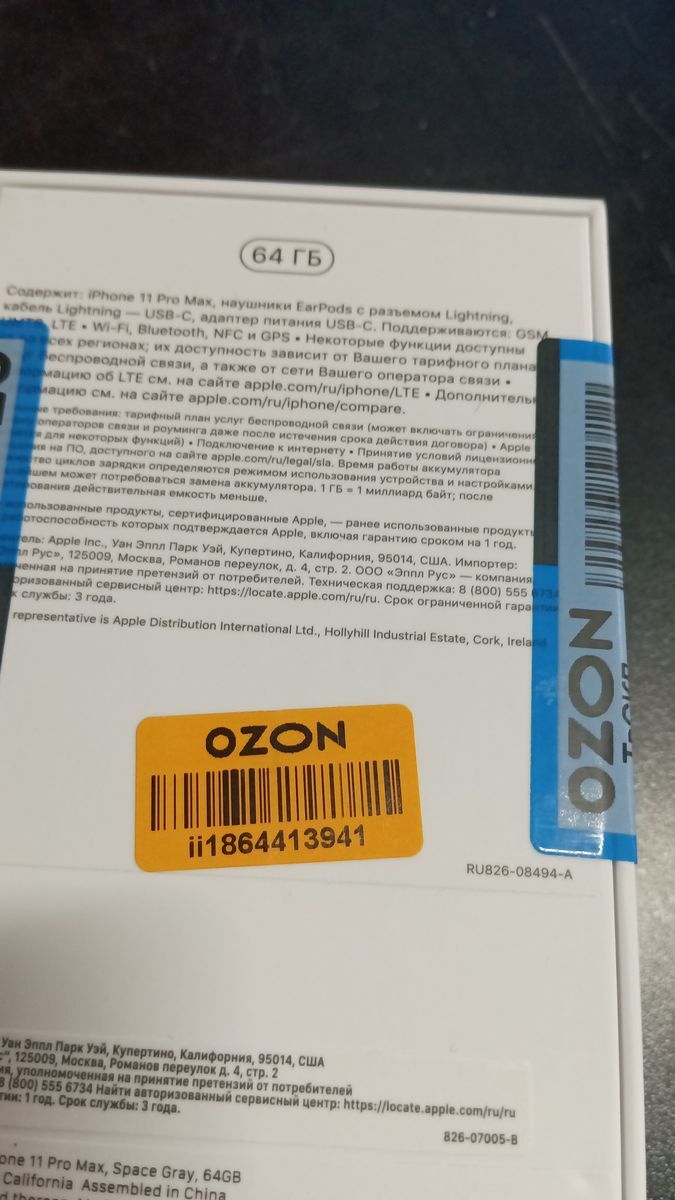 64 ГБ
Содержит: iPhone 11 Pro Max, наушники EarPods с разъемом Lightning,
кабель Lightning — USB-C, адаптер питания USB-C. Поддерживаются: GSM,
LTE • Wi-Fi, Bluetooth, NFC и GPS • Некоторые функции доступны
всех регионах; их доступность зависит от Вашего тарифного плана
беспроводной связи, а также от сети Вашего оператора связи •
об LTE см. на сайте apple.com/ru/iphone/LTE •
см. на сайте apple.com/ru/iphone/compare.
требования: тарифный план услуг беспроводной связи (может включать ограничения
операторов связи и роуминга даже после истечения срока действия договора) • Apple
для некоторых функций) • Подключение к интернету • Принятие условий
на ПО, доступного на сайте apple.com/ru/legal/sla. Время работы аккумулятора
циклов зарядки определяются режимом использования устройства и настройками.
может потребоваться замена аккумулятора. 1 ГБ = 1 миллиард байт; после
действительная емкость меньше.
продукты, сертифицированные Apple, — ранее использованные продукты,
которых подтверждается Apple, включая гарантию сроком на 1 год.
Apple Inc., Уан Эппл Парк Уэй, Купертино, Калифорния, 95014, США. Импортер:
Рус», 125009, Москва, Романов переулок, д. 4, стр. 2. ООО «Эппл Рус» — компания,
на принятие претензий от потребителей. Техническая поддержка: 8 (800) 555 6734
сервисный центр: https://locate.apple.com/ru/ru. Срок ограниченной гарантии
службы: 3 года.
representative is Apple Distribution International Ltd., Hollyhill Industrial Estate, Cork, Ireland
OZON
ii1864413941
OZON
RU826-08494-A
Уан Эппл Парк Уэй, Купертино, Калифорния, 95014, США
125009, Москва, Романов переулок д. 4, стр. 2
уполномоченная на принятие претензий от потребителей
8 (800) 555 6734 Найти авторизованный сервисный центр: https://locate.apple.com/ru/ru
1 год. Срок службы: 3 года.
826-07005-B
11 Pro Max, Space Gray, 64GB
California Assembled in China